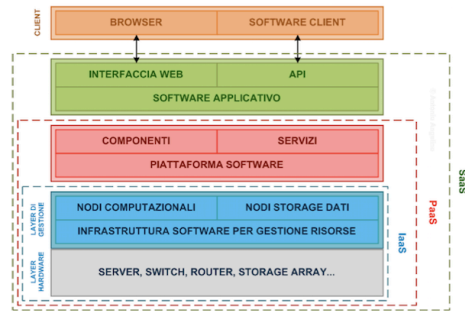 CLIENT
BROWSER
SOFTWARE CLIENT
INTERFACCIA WEB
API
SOFTWARE APPLICATIVO
COMPONENTI
SERVIZI
PIATTAFORMA SOFTWARE
LAYER DI
GESTIONE
NODI COMPUTAZIONALI
NODI STORAGE DATI
INFRASTRUTTURA SOFTWARE PER GESTIONE RISORSE
LAYER
HARDWARE
SERVER, SWITCH, ROUTER, STORAGE ARRAY...
IaaS
PaaS
SaaS